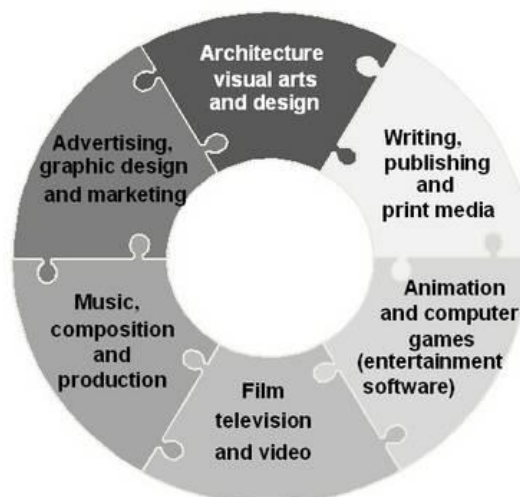 Architecture
visual arts
and design
Writing,
publishing
and
print media
Animation
and computer
games
(entertainment
software)
Film
television
and video
Music,
composition
and
production
Advertising,
graphic design
and marketing